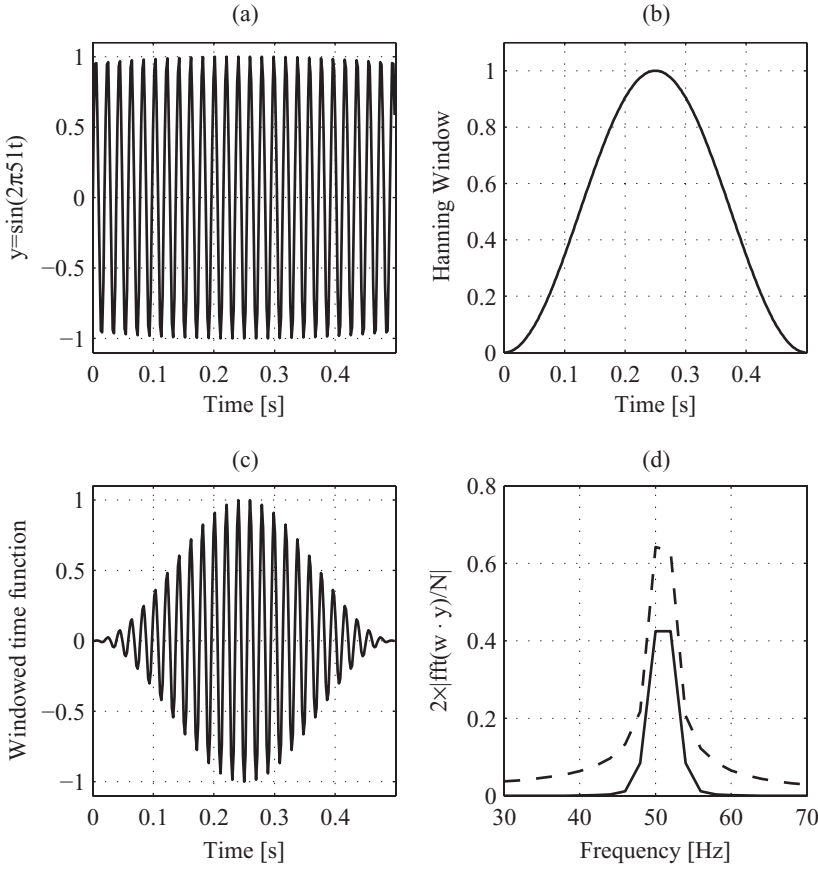 (a)
y=sin(2π51t)
1
0.5
0
−0.5
−1
0 0.1 0.2 0.3 0.4
Time [s]
(b)
Hanning Window
1
0.8
0.6
0.4
0.2
0
0 0.1 0.2 0.3 0.4
Time [s]
(c)
Windowed time function
1
0.5
0
−0.5
−1
0 0.1 0.2 0.3 0.4
Time [s]
(d)
2×|fft(w · y)/N|
0.8
0.6
0.4
0.2
0
30 40 50 60 70
Frequency [Hz]